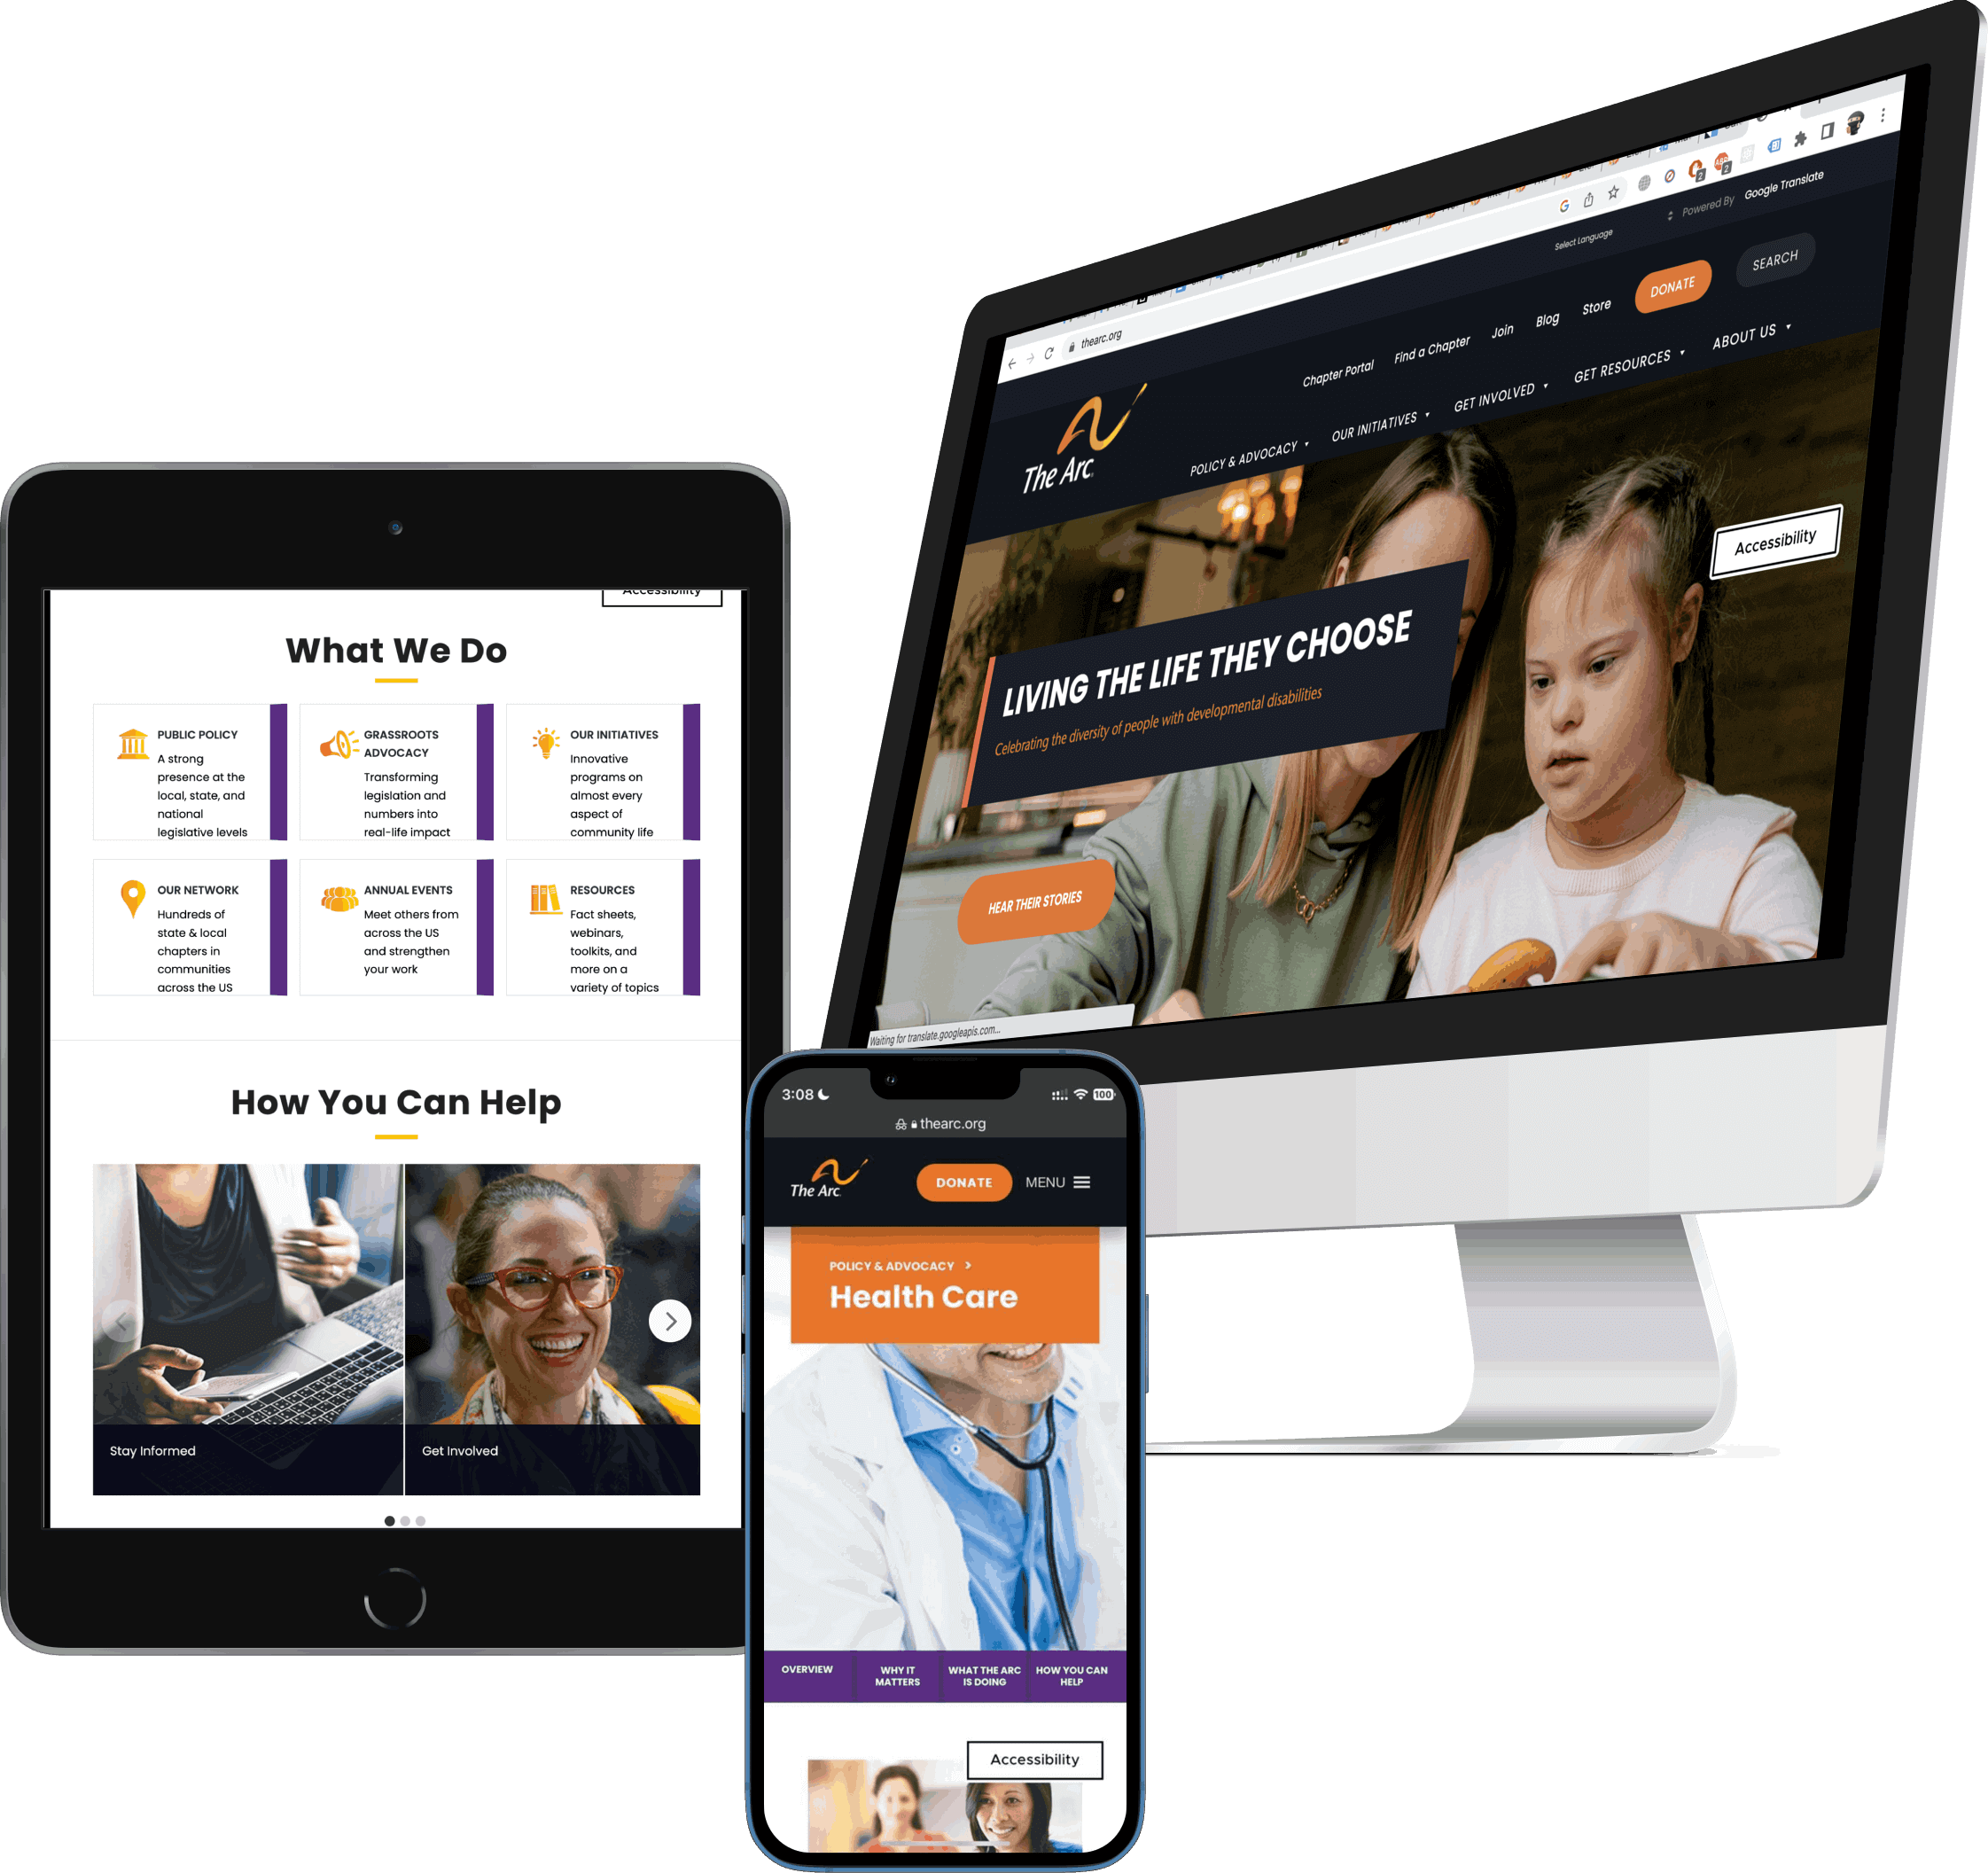 thearc.org
Select Language
Powered By Google Translate
Chapter Portal
Find a Chapter
Join
Blog
Store
DONATE
SEARCH
The Arc
POLICY & ADVOCACY
OUR INITIATIVES
GET INVOLVED
GET RESOURCES
ABOUT US
Accessibility
LIVING THE LIFE THEY CHOOSE
Celebrating the diversity of people with developmental disabilities
HEAR THEIR STORIES
Waiting for translate.googleapis.com...
Accessibility
What We Do
PUBLIC POLICY
A strong
presence at the
local, state, and
national
legislative levels
GRASSROOTS
ADVOCACY
Transforming
legislation and
numbers into
real-life impact
OUR INITIATIVES
Innovative
programs on
almost every
aspect of
community life
OUR NETWORK
Hundreds of
state & local
chapters in
communities
across the US
ANNUAL EVENTS
Meet others from
across the US
and strengthen
your work
RESOURCES
Fact sheets,
webinars,
toolkits, and
more on a
variety of topics
How You Can Help
Stay Informed
Get Involved
3:08
100
thearc.org
The Arc
DONATE
MENU
POLICY & ADVOCACY >
Health Care
OVERVIEW
WHY IT
MATTERS
WHAT THE ARC
IS DOING
HOW YOU CAN
HELP
Accessibility